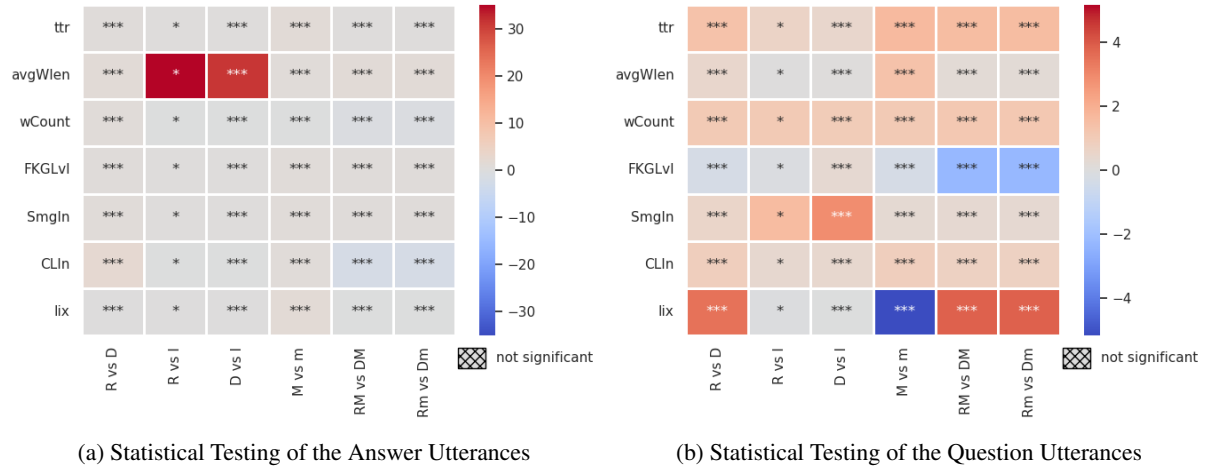 ttr *** * *** *** *** ***
avgWlen *** * *** *** *** ***
wCount *** * *** *** *** ***
FKGLvl *** * *** *** *** ***
SmgIn *** * *** *** *** ***
CLIn *** * *** *** *** ***
lix *** * *** *** *** ***
R vs D
R vs I
D vs I
M vs m
RM vs DM
Rm vs Dm
30
20
10
0
−10
−20
−30
not significant
(a) Statistical Testing of the Answer Utterances
ttr *** * *** *** *** ***
avgWlen *** * *** *** *** ***
wCount *** * *** *** *** ***
FKGLvl *** * *** *** *** ***
SmgIn *** * *** *** *** ***
CLIn *** * *** *** *** ***
lix *** * *** *** *** ***
R vs D
R vs I
D vs I
M vs m
RM vs DM
Rm vs Dm
4
2
0
−2
−4
not significant
(b) Statistical Testing of the Question Utterances